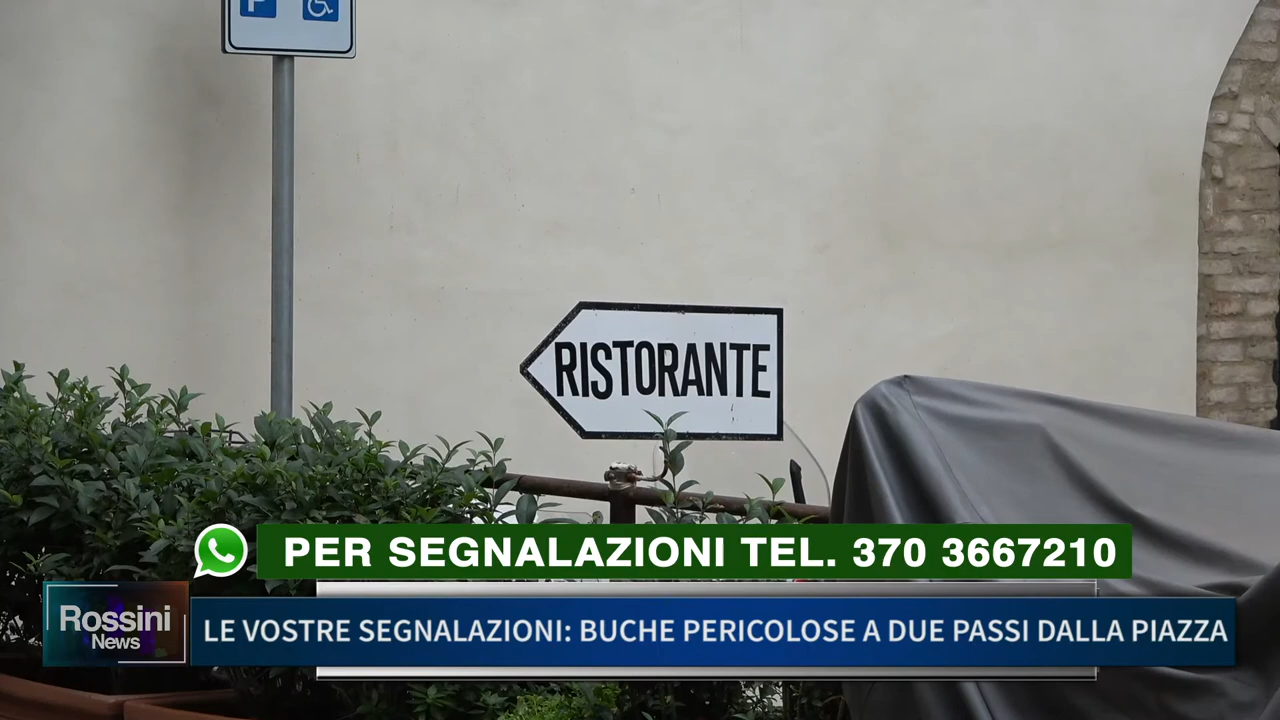 P
RISTORANTE
PER SEGNALAZIONI TEL. 370 3667210
Rossini
News
LE VOSTRE SEGNALAZIONI: BUCHE PERICOLOSE A DUE PASSI DALLA PIAZZA